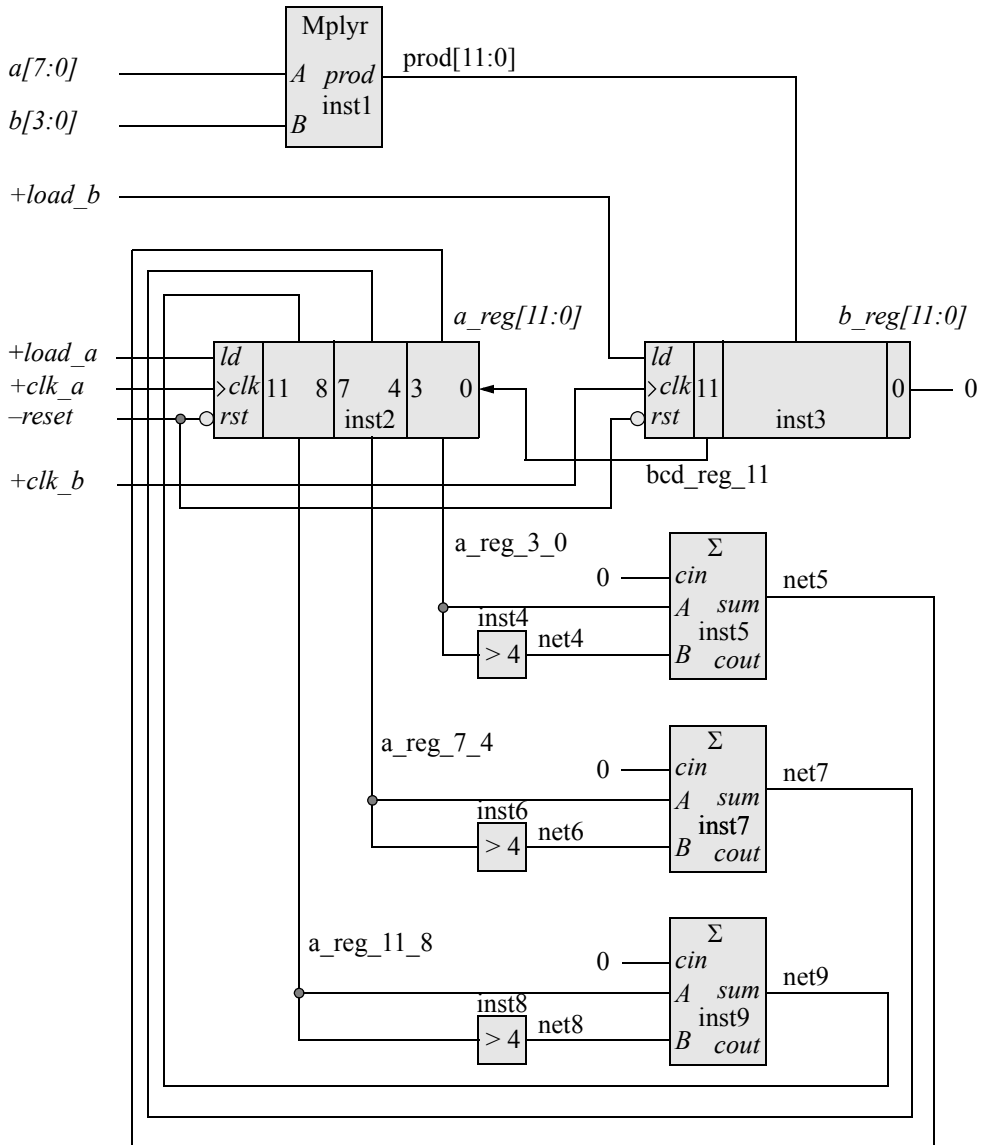 Mplyr
prod[11:0]
a[7:0]
A prod
inst1
b[3:0]
B
+load_b
a_reg[11:0]
b_reg[11:0]
+load_a
ld
ld
+clk_a
>clk 11 8 7 4 3 0
>clk 11 0 0
–reset
rst
inst2
rst
inst3
bcd_reg_11
+clk_b
a_reg_3_0
Σ
0
cin
net5
A sum
inst4
inst5
> 4
net4
B cout
a_reg_7_4
Σ
0
cin
net7
A sum
inst6
inst7
> 4
net6
B cout
a_reg_11_8
Σ
0
cin
net9
A sum
inst8
inst9
> 4
net8
B cout